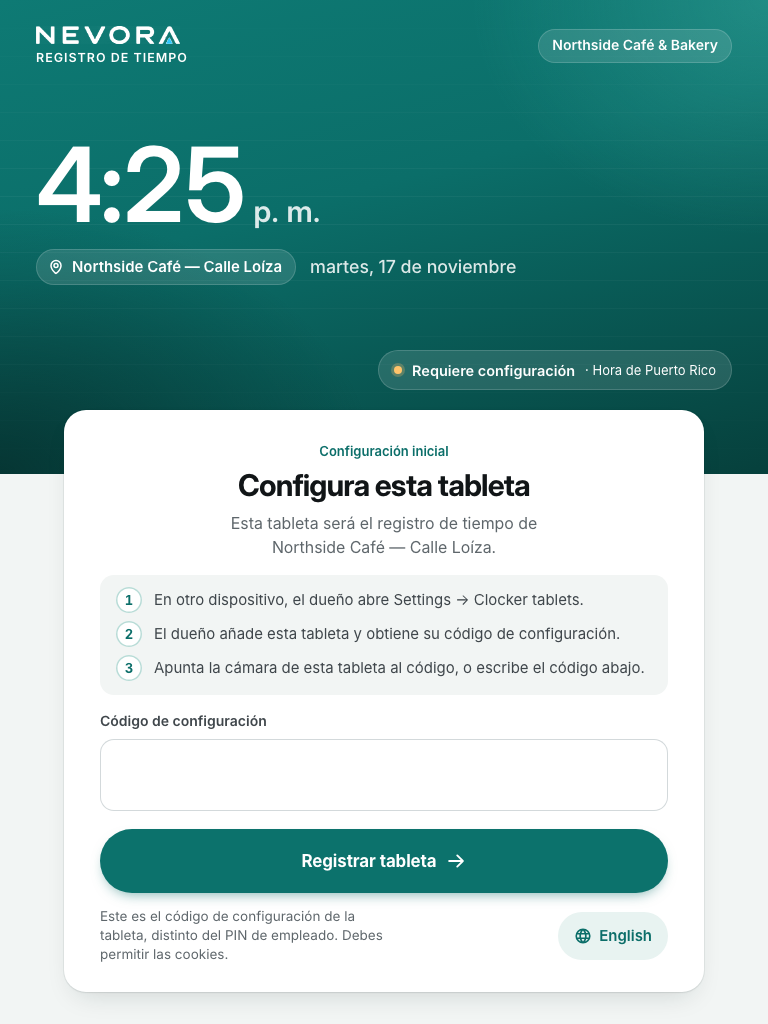 NEVORA
REGISTRO DE TIEMPO
Northside Café & Bakery
4:25 p. m.
Northside Café — Calle Loíza
martes, 17 de noviembre
Requiere configuración · Hora de Puerto Rico
Configuración inicial
Configura esta tableta
Esta tableta será el registro de tiempo de
Northside Café — Calle Loíza.
1 En otro dispositivo, el dueño abre Settings → Clocker tablets.
2 El dueño añade esta tableta y obtiene su código de configuración.
3 Apunta la cámara de esta tableta al código, o escribe el código abajo.
Código de configuración
Registrar tableta →
Este es el código de configuración de la
tableta, distinto del PIN de empleado. Debes
permitir las cookies.
English